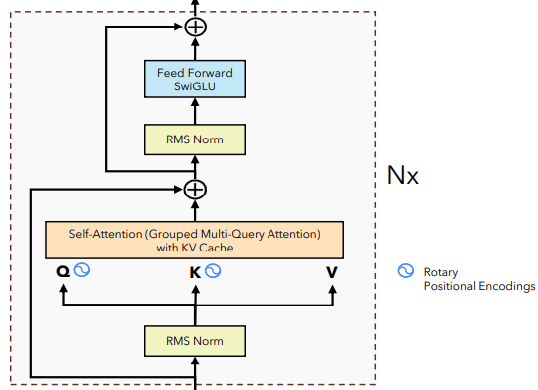 Feed Forward
SwiGLU
RMS Norm
Nx
Self-Attention (Grouped Multi-Query Attention)
with KV Cache
Q K V
Rotary
Positional Encodings
RMS Norm